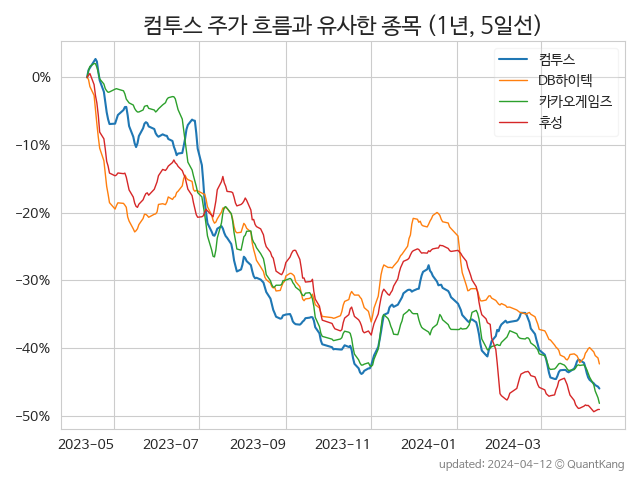 컴투스 주가 흐름과 유사한 종목 (1년, 5일선)
컴투스
DB하이텍
카카오게임즈
후성
0%
−10%
−20%
−30%
−40%
−50%
2023-05 2023-07 2023-09 2023-11 2024-01 2024-03
updated: 2024-04-12 © QuantKang